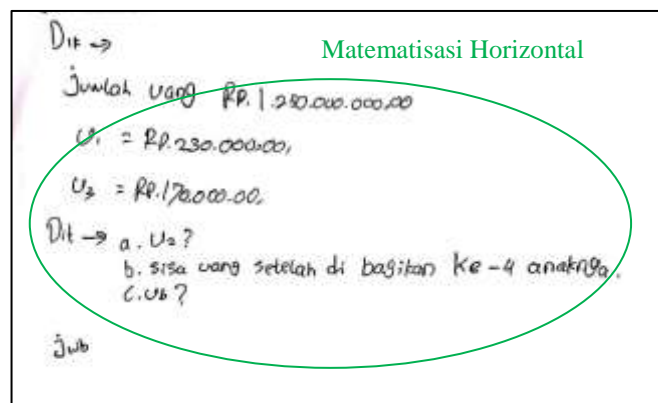 Dit →
Matematisasi Horizontal
jumlah uang Rp. 1.250.000.000,00
U₁ = Rp.230.000.00,
U₃ = Rp.170.000.00,
Dit → a. U₂?
b. sisa uang setelah di bagikan ke-4 anaknya.
c. U₆?
jwb